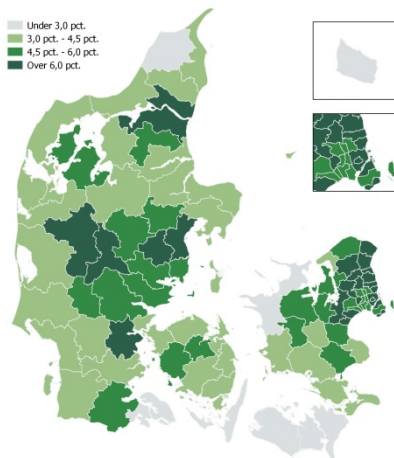 Under 3,0 pct.
3,0 pct. - 4,5 pct.
4,5 pct. - 6,0 pct.
Over 6,0 pct.